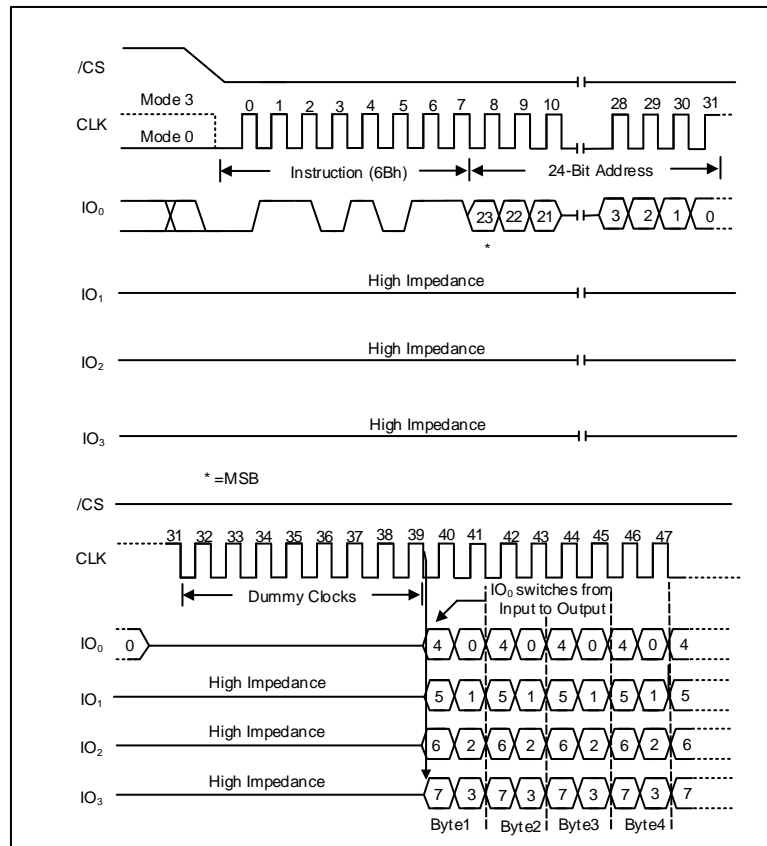 /CS
Mode 3
0 1 2 3 4 5 6 7 8 9 10 28 29 30 31
CLK
Mode 0
Instruction (6Bh) 24-Bit Address
IO0
23 22 21 3 2 1 0
*
High Impedance
IO1
High Impedance
IO2
High Impedance
IO3
* =MSB
/CS
31 32 33 34 35 36 37 38 39 40 41 42 43 44 45 46 47
CLK
Dummy Clocks
IO0 switches from
Input to Output
IO0 0 4 0 4 0 4 0 4 0 4
High Impedance
IO1 5 1 5 1 5 1 5 1 5
High Impedance
IO2 6 2 6 2 6 2 6 2 6
High Impedance
IO3 7 3 7 3 7 3 7 3 7
Byte1 Byte2 Byte3 Byte4